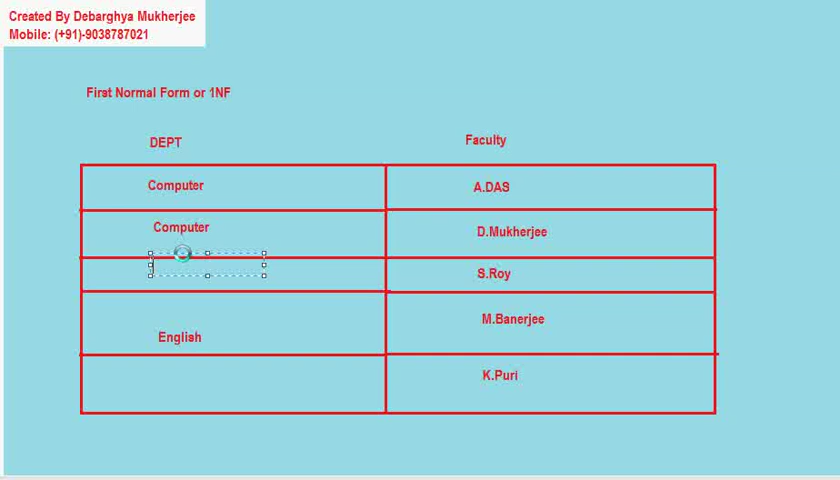 Created By Debarghya Mukherjee
Mobile: (+91)-9038787021
First Normal Form or 1NF
DEPT Faculty
Computer A.DAS
Computer D.Mukherjee
S.Roy
English M.Banerjee
K.Puri